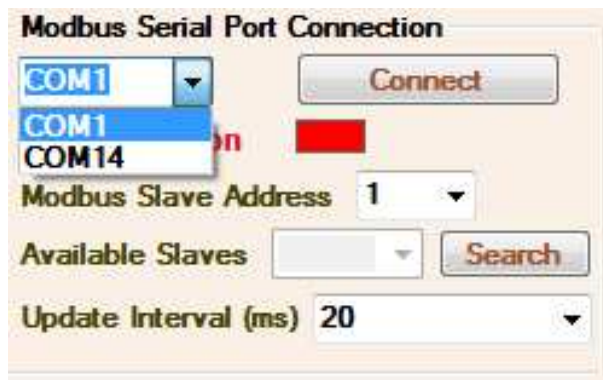 Modbus Serial Port Connection
COM1 Connect
COM1
on
COM14
Modbus Slave Address 1
Available Slaves Search
Update Interval (ms) 20